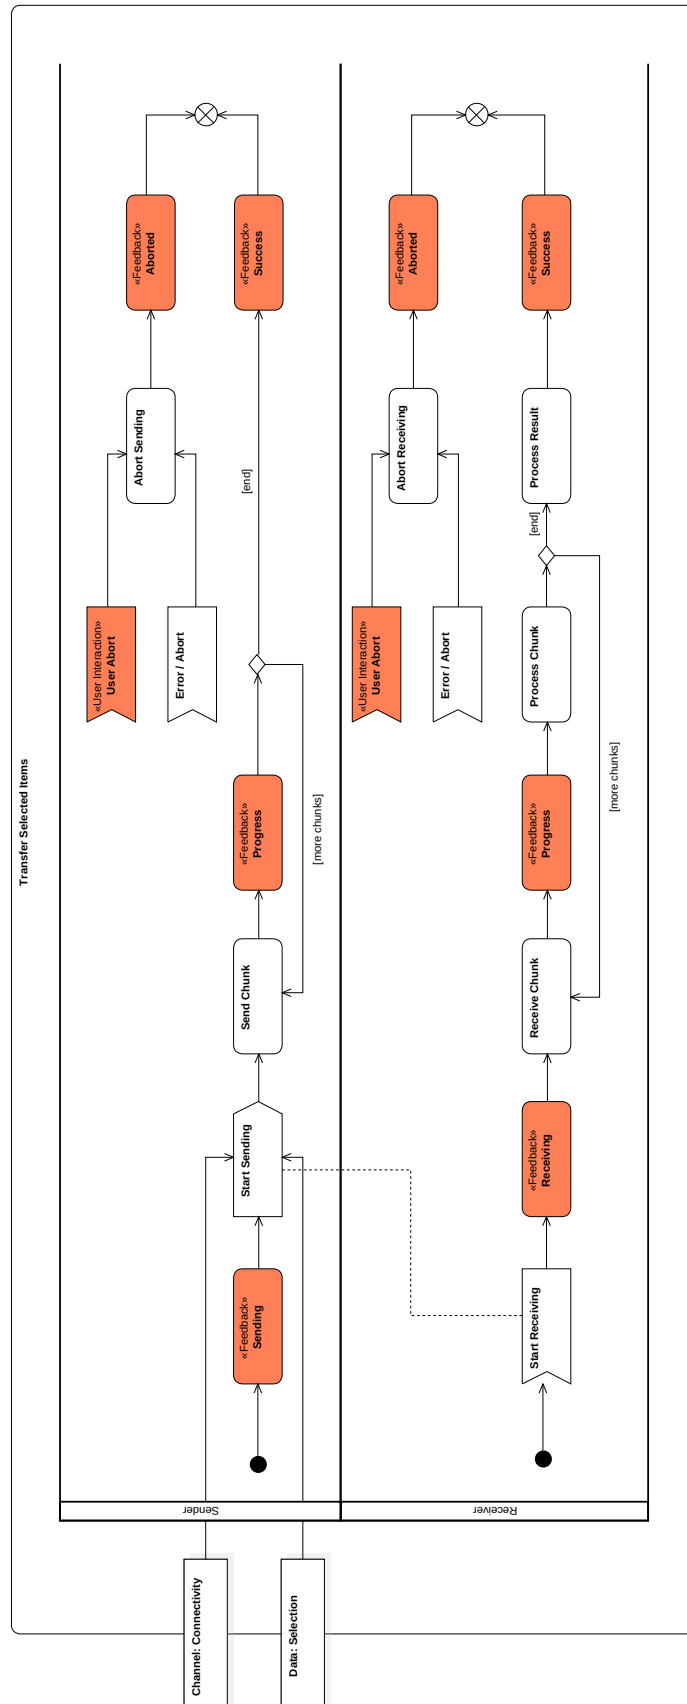 Transfer Selected Items
Sender
Channel: Connectivity
Data: Selection
«Feedback»
Sending
Start Sending
Send Chunk
«Feedback»
Progress
[more chunks]
[end]
«User Interaction»
User Abort
Error / Abort
Abort Sending
«Feedback»
Aborted
«Feedback»
Success
Receiver
Start Receiving
«Feedback»
Receiving
Receive Chunk
«Feedback»
Progress
Process Chunk
[more chunks]
[end]
Process Result
«User Interaction»
User Abort
Error / Abort
Abort Receiving
«Feedback»
Aborted
«Feedback»
Success